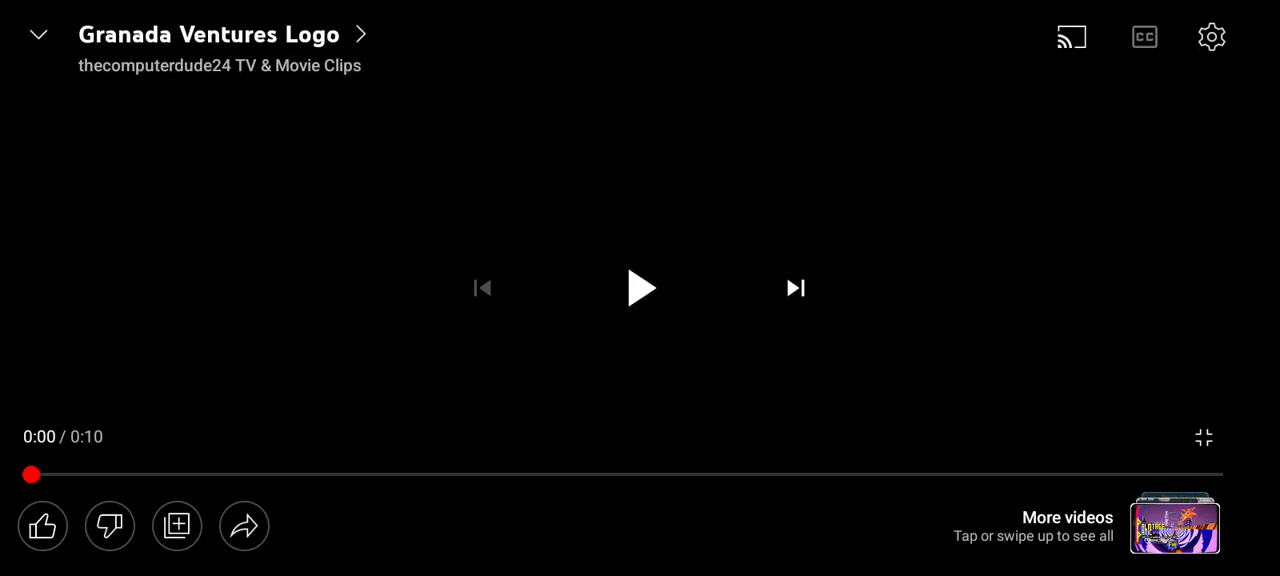 Granada Ventures Logo
thecomputerdude24 TV & Movie Clips
CC
0:00 / 0:10
More videos
Tap or swipe up to see all